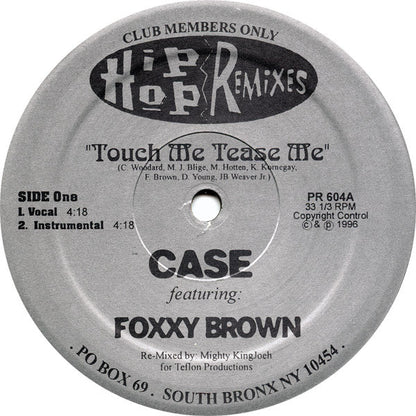 CLUB MEMBERS ONLY
Hip Hop REMIXES
"Touch Me Tease Me"
(C. Woodard, M. J. Blige, M. Hotten, K. Kornegay,
F. Brown, D. Young, JB Weaver Jr.)
SIDE One
1. Vocal 4:18
2. Instrumental 4:18
PR 604A
33 1/3 RPM
Copyright Control
© & ℗ 1996
CASE
featuring:
FOXXY BROWN
Re-Mixed by: Mighty KingJoeh
for Teflon Productions
. PO BOX 69 . SOUTH BRONX NY 10454 .